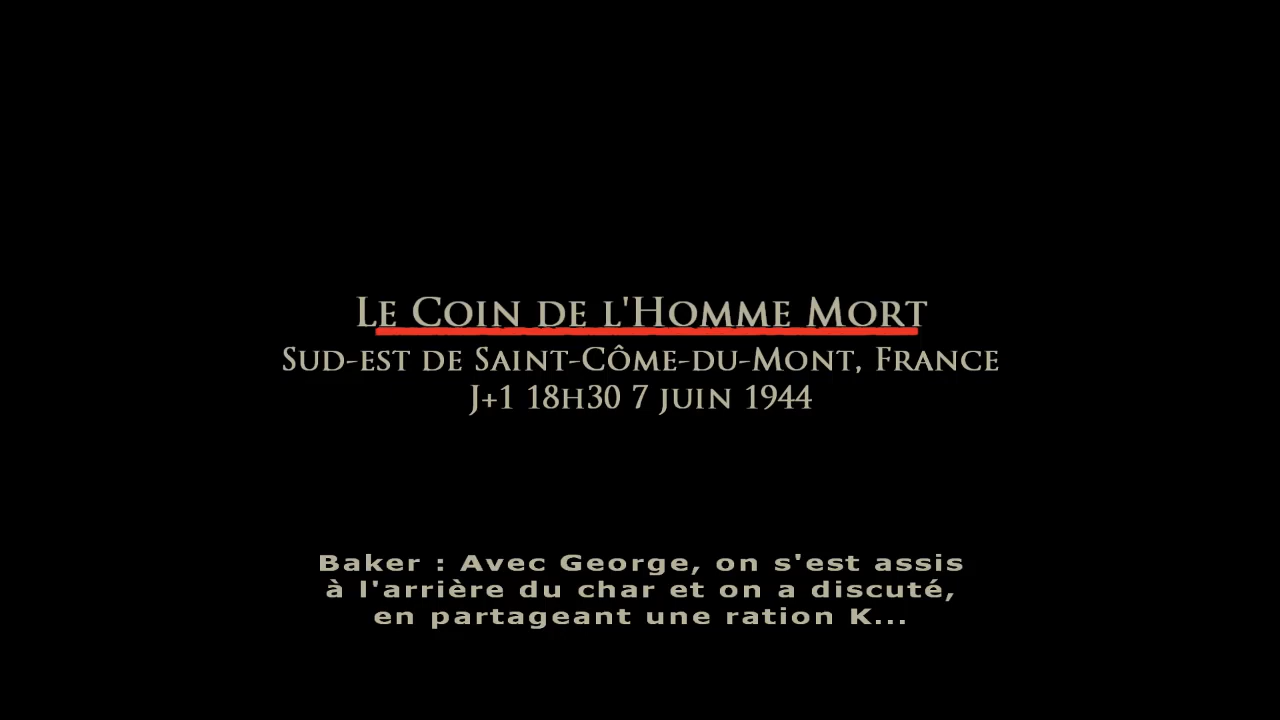 Le Coin de l'Homme Mort
Sud-est de Saint-Côme-du-Mont, France
J+1 18h30 7 juin 1944
Baker : Avec George, on s'est assis
à l'arrière du char et on a discuté,
en partageant une ration K...